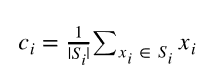 c_i = \frac{1}{|S_i|} \sum_{x_i \in S_i} x_i